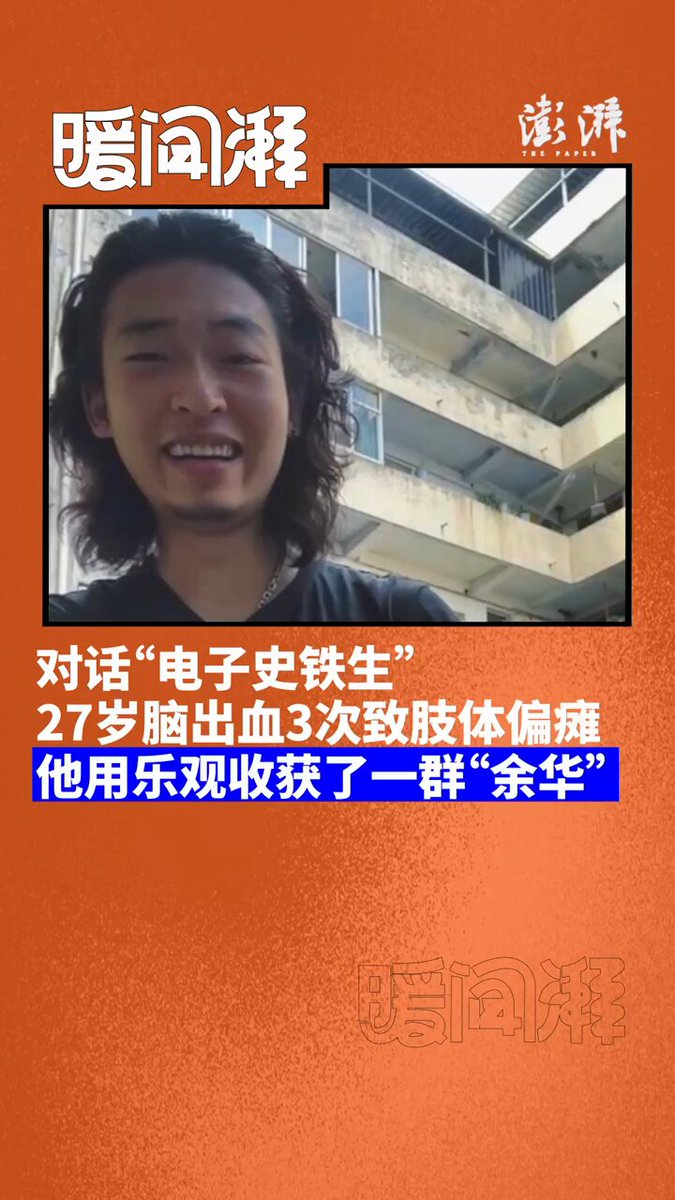 暖闻湃
澎湃
THE PAPER
对话“电子史铁生”
27岁脑出血3次致肢体偏瘫
他用乐观收获了一群“余华”
暖闻湃